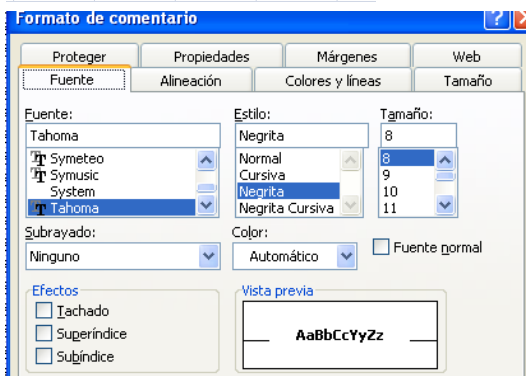 Formato de comentario
Proteger Propiedades Márgenes Web
Fuente Alineación Colores y líneas Tamaño
Fuente: Estilo: Tamaño:
Tahoma Negrita 8
Symeteo Normal 8
Symusic Cursiva 9
System Negrita 10
Tahoma Negrita Cursiva 11
Subrayado: Color:
Ninguno Automático Fuente normal
Efectos Vista previa
Tachado
Superíndice AaBbCcYyZz
Subíndice